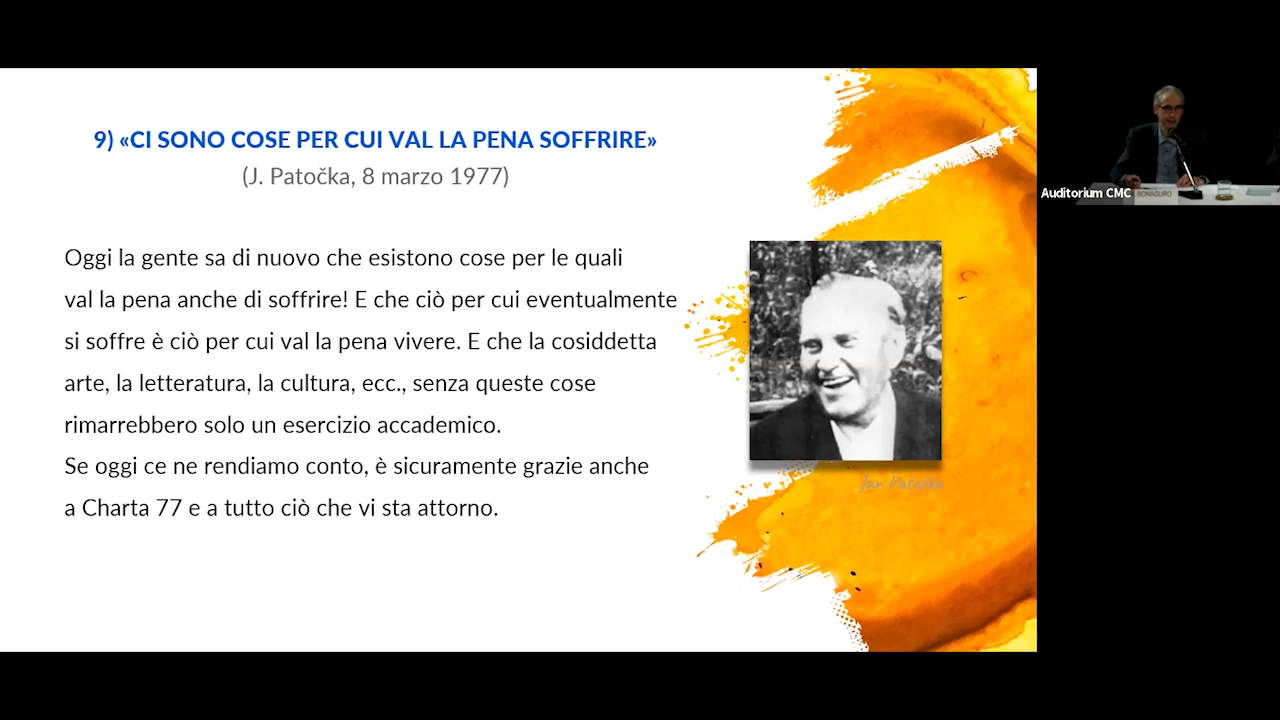 9) «CI SONO COSE PER CUI VAL LA PENA SOFFRIRE»
(J. Patočka, 8 marzo 1977)
Oggi la gente sa di nuovo che esistono cose per le quali
val la pena anche di soffrire! E che ciò per cui eventualmente
si soffre è ciò per cui val la pena vivere. E che la cosiddetta
arte, la letteratura, la cultura, ecc., senza queste cose
rimarrebbero solo un esercizio accademico.
Se oggi ce ne rendiamo conto, è sicuramente grazie anche
a Charta 77 e a tutto ciò che vi sta attorno.
Jan Patočka
Auditorium CMC
BONAGURO